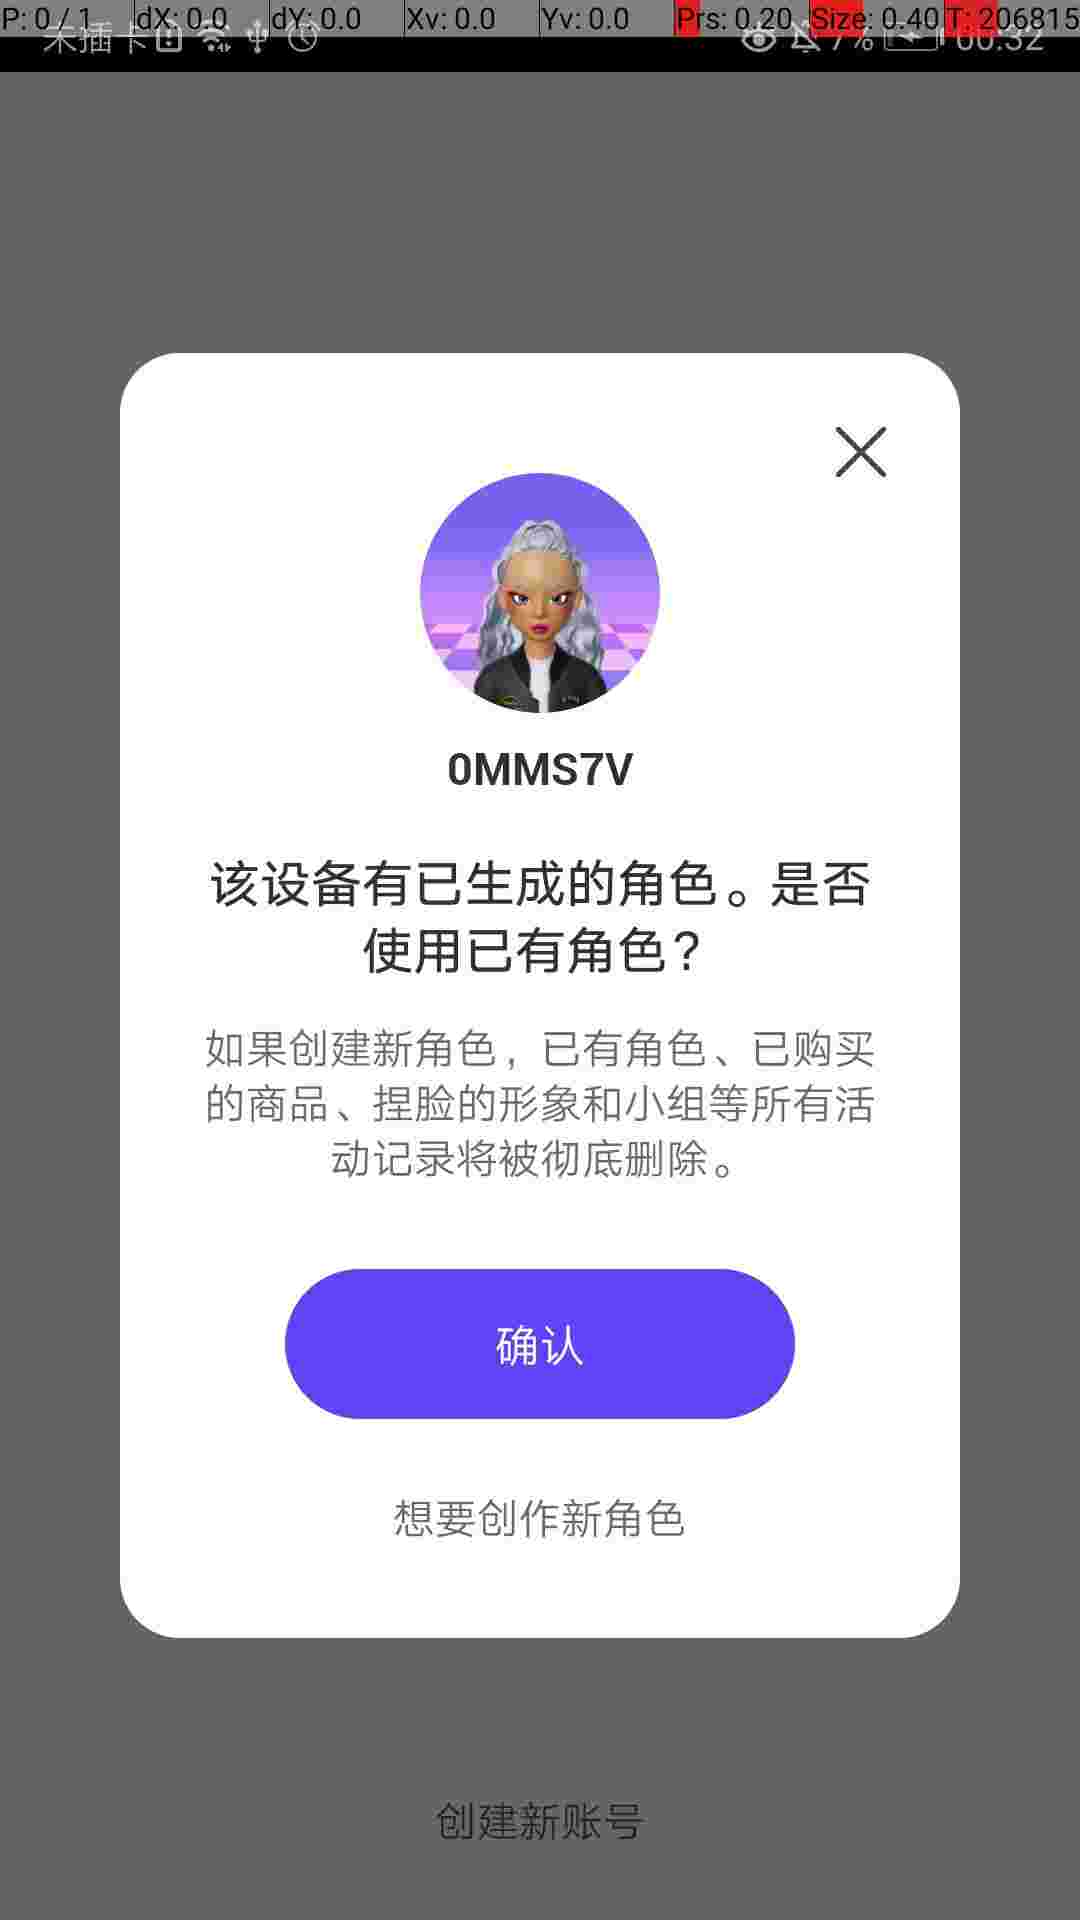 P: 0 / 1 dX: 0.0 dY: 0.0 Xv: 0.0 Yv: 0.0 Prs: 0.20 Size: 0.40 T: 206815
未插卡 7% 00:32
0MMS7V
该设备有已生成的角色。是否
使用已有角色？
如果创建新角色，已有角色、已购买
的商品、捏脸的形象和小组等所有活
动记录将被彻底删除。
确认
想要创作新角色
创建新账号